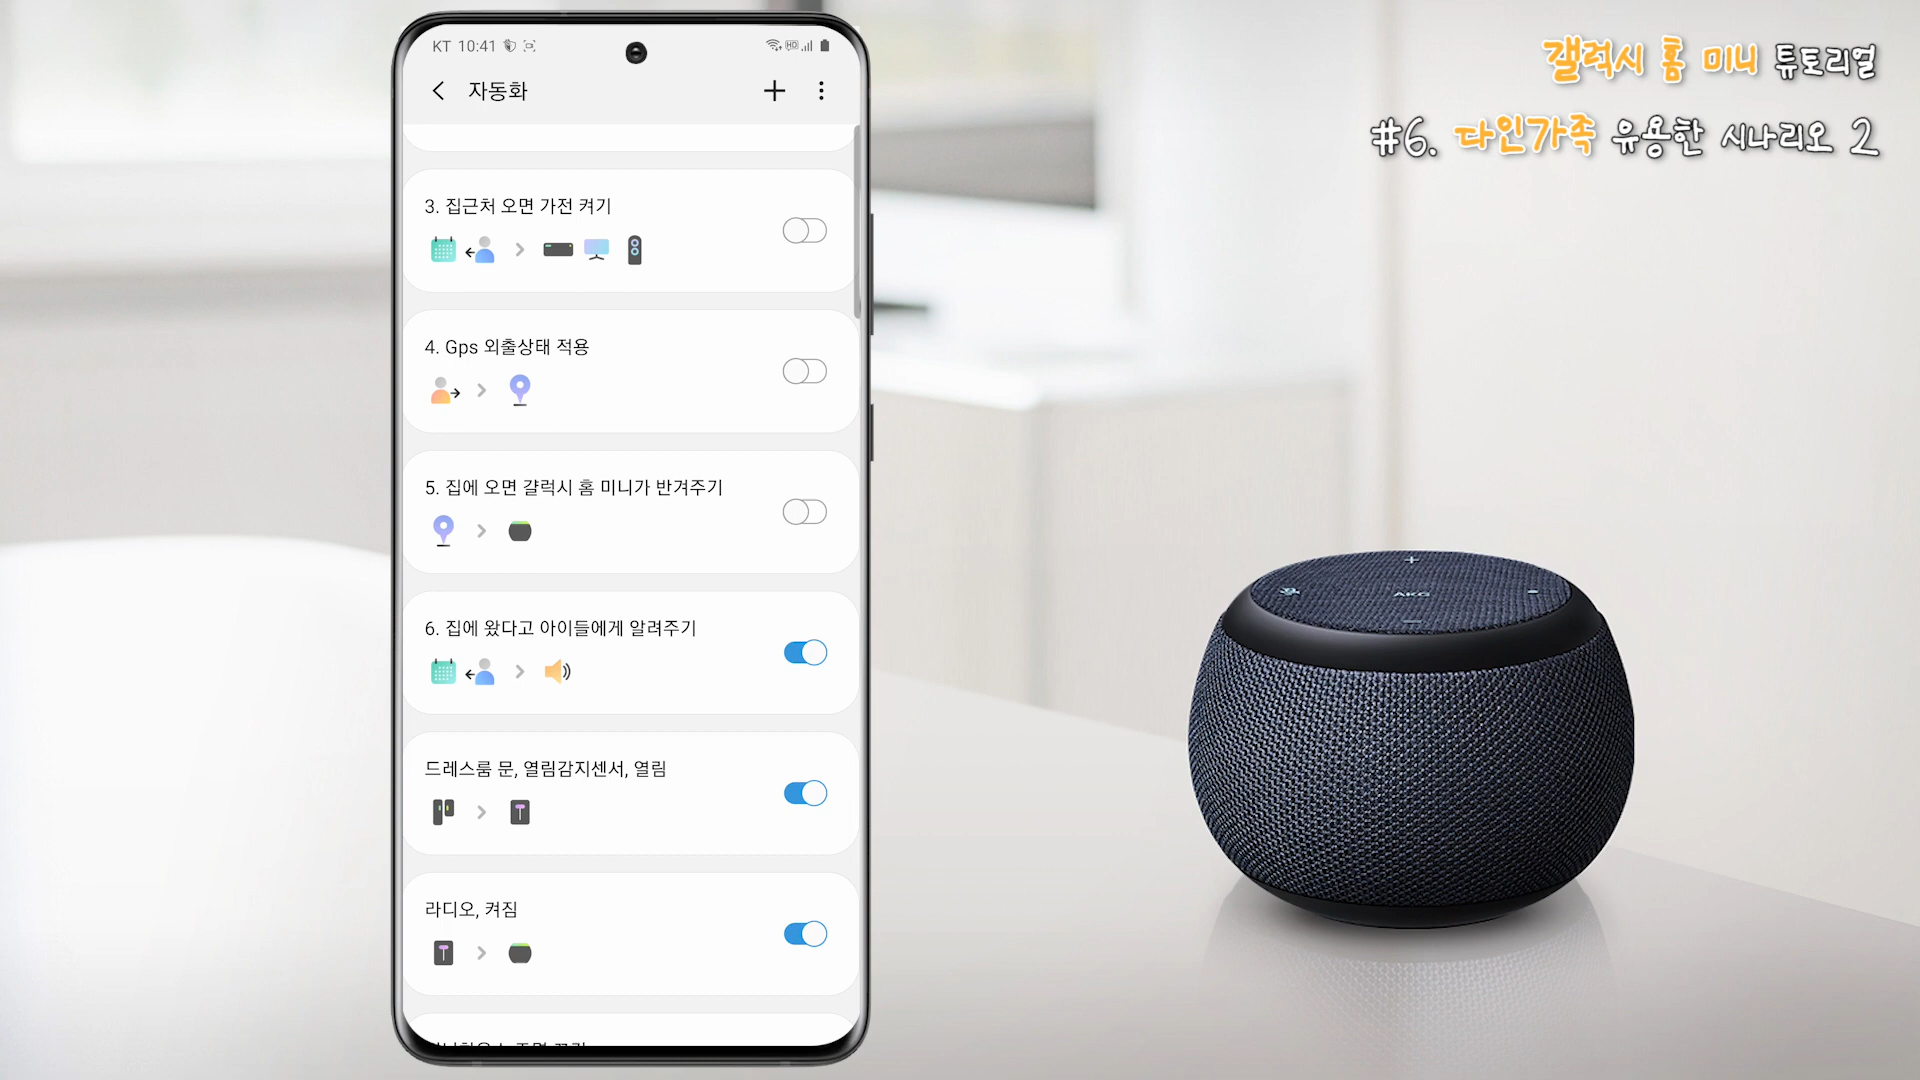 KT 10:41
자동화
3. 집근처 오면 가전 켜기
4. Gps 외출상태 적용
5. 집에 오면 갤럭시 홈 미니가 반겨주기
6. 집에 왔다고 아이들에게 알려주기
드레스룸 문, 열림감지센서, 열림
라디오, 켜짐
갤럭시 홈 미니 튜토리얼
#6. 다인가족 유용한 시나리오 2
AKG